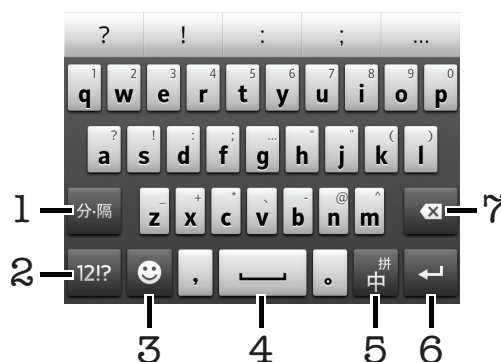 ? ! : ; ...
1 2 3 4 5 6 7 8 9 0
q w e r t y u i o p
? ! : ; ... " " ( )
a s d f g h j k l
_ + * 、 - @ ^
1 分·隔 z x c v b n m 7
2 12!? , 。 拼 中
3 4 5 6